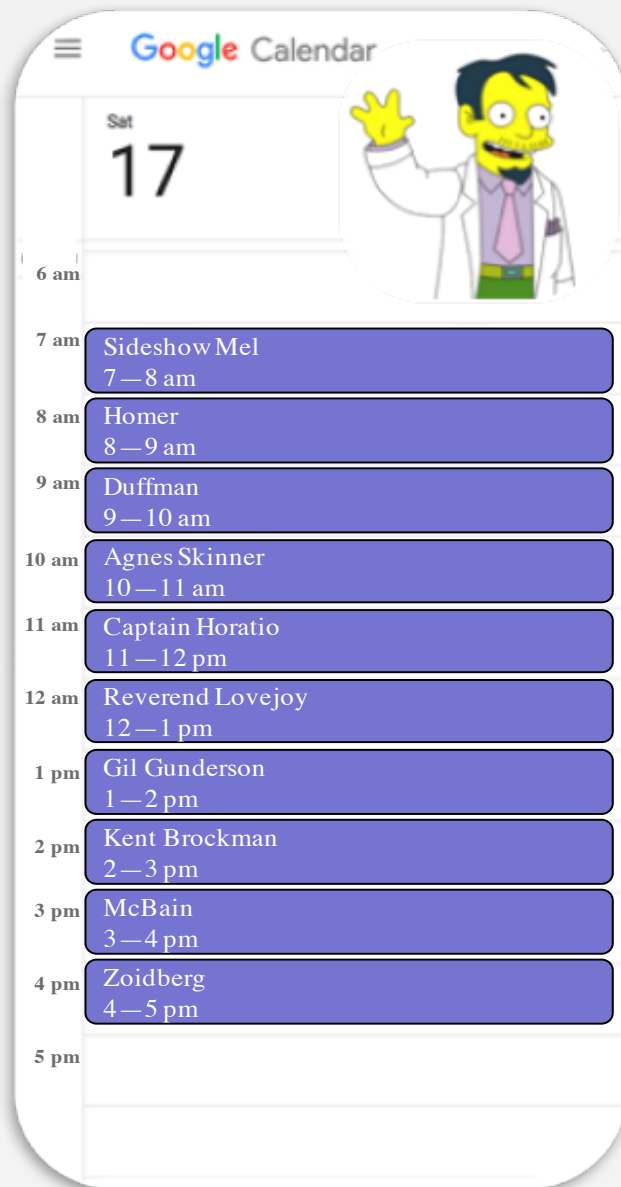 Google Calendar
Sat
17
6 am
7 am
Sideshow Mel
7—8 am
8 am
Homer
8—9 am
9 am
Duffman
9—10 am
10 am
Agnes Skinner
10—11 am
11 am
Captain Horatio
11—12 pm
12 am
Reverend Lovejoy
12—1 pm
1 pm
Gil Gunderson
1—2 pm
2 pm
Kent Brockman
2—3 pm
3 pm
McBain
3—4 pm
4 pm
Zoidberg
4—5 pm
5 pm